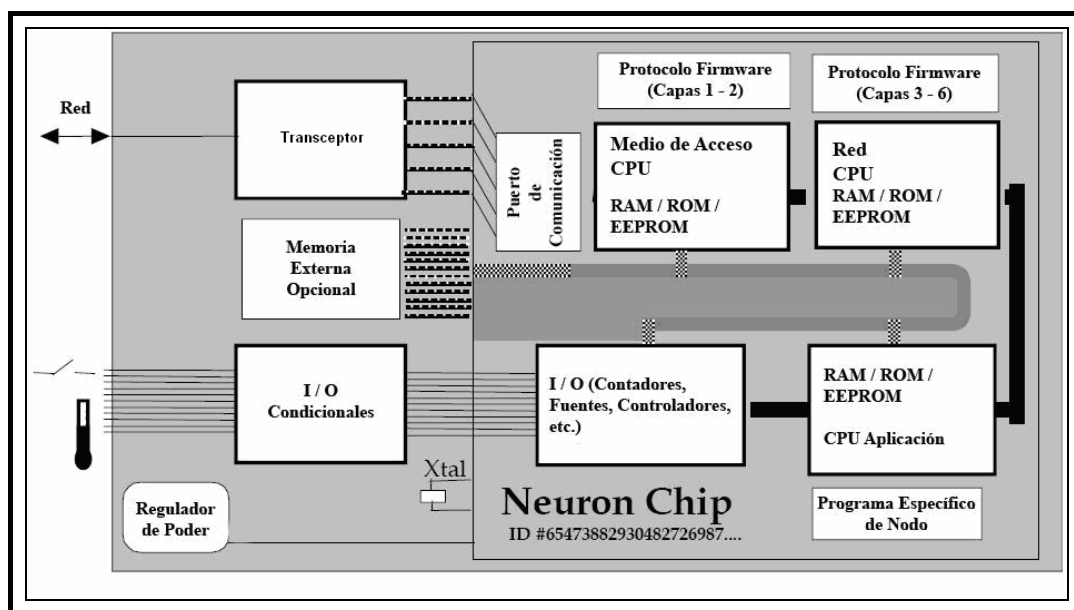 Protocolo Firmware
(Capas 1 - 2)
Protocolo Firmware
(Capas 3 - 6)
Red
Transceptor
Puerto
de
Comunicación
Medio de Acceso
CPU
RAM / ROM /
EEPROM
Red
CPU
RAM / ROM /
EEPROM
Memoria
Externa
Opcional
I / O
Condicionales
I / O (Contadores,
Fuentes, Controladores,
etc.)
RAM / ROM /
EEPROM
CPU Aplicación
Xtal
Regulador
de Poder
Neuron Chip
ID #65473882930482726987....
Programa Específico
de Nodo